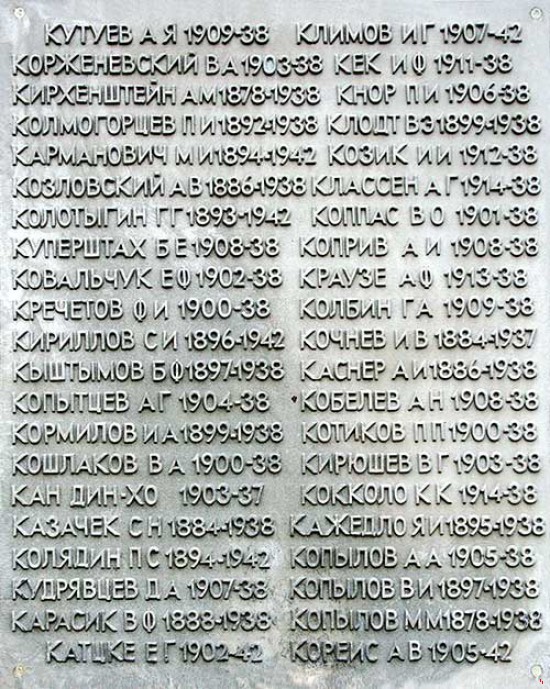 КУТУЕВ А Я 1909-38 КЛИМОВ И Г 1907-42
КОРЖЕНЕВСКИЙ В А 1903-38 КЕК И Ф 1911-38
КИРХЕНШТЕЙН А М 1878-1938 КНОР П И 1906-38
КОЛМОГОРЦЕВ П И 1892-1938 КЛОДТ В Э 1899-1938
КАРМАНОВИЧ М И 1894-1942 КОЗИК И И 1912-38
КОЗЛОВСКИЙ А В 1886-1938 КЛАССЕН А Г 1914-38
КОЛОТЫГИН Г Г 1893-1942 КОППАС В О 1901-38
КУПЕРШТАХ Б Е 1908-38 КОПРИВ А И 1908-38
КОВАЛЬЧУК Е Ф 1902-38 КРАУЗЕ А Ф 1913-38
КРЕЧЕТОВ Ф И 1900-38 КОЛБИН Г А 1909-38
КИРИЛЛОВ С И 1896-1942 КОЧНЕВ И В 1884-1937
КЫШТЫМОВ Б Ф 1897-1938 КАСНЕР А И 1886-1938
КОПЫТЦЕВ А Г 1904-38 КОБЕЛЕВ А Н 1908-38
КОРМИЛОВ И А 1899-1938 КОТИКОВ П П 1900-38
КОШЛАКОВ В А 1900-38 КИРЮШЕВ В Г 1903-38
КАН ДИН-ХО 1903-37 КОККОЛО К К 1914-38
КАЗАЧЕК С Н 1884-1938 КАЖЕДЛО Я И 1895-1938
КОЛЯДИН П С 1894-1942 КОПЫЛОВ А А 1905-38
КУДРЯВЦЕВ Д А 1907-38 КОПЫЛОВ В И 1897-1938
КАРАСИК В Ф 1888-1938 КОПЫЛОВ М М 1878-1938
КАТЦКЕ Е Г 1902-42 КОРЕЙС А В 1905-42